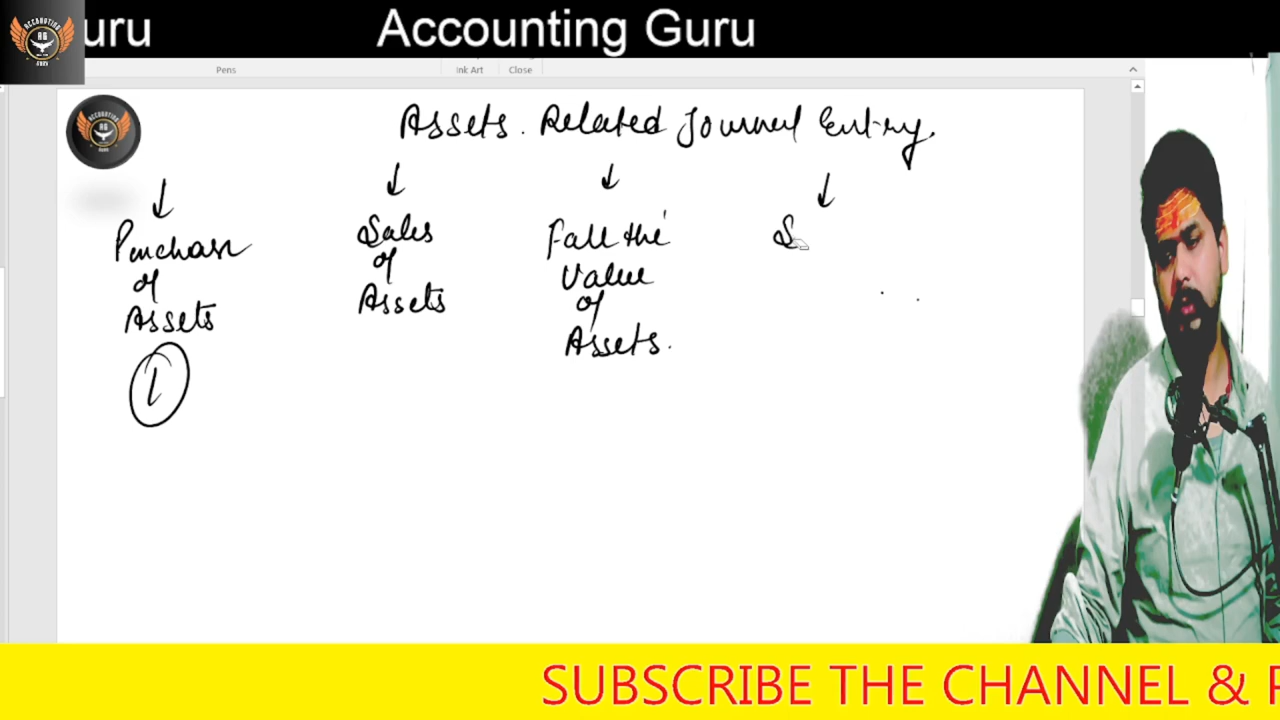 uru
Accounting Guru
Pens
Ink Art
Close
Assets. Related Journal Entry.
Purchase
of
Assets
1
Sales
of
Assets
Fall the
Value
of
Assets.
S
SUBSCRIBE THE CHANNEL &